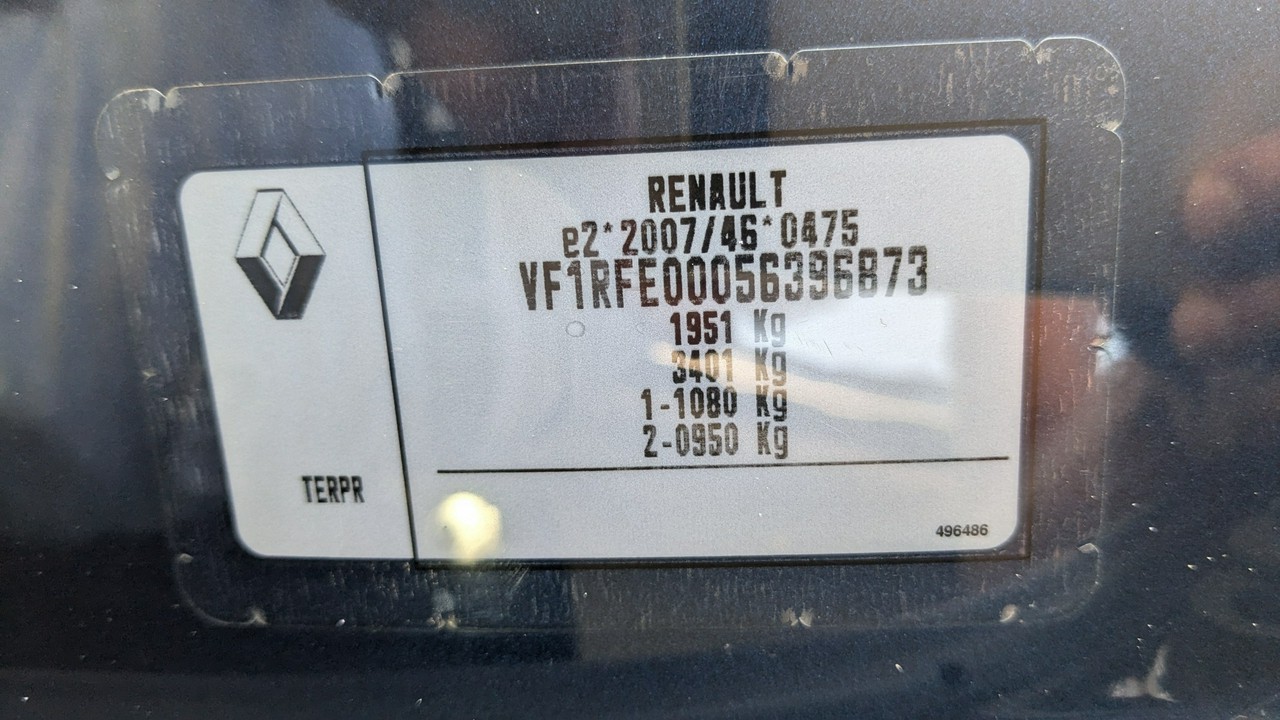 RENAULT
e2*2007/46*0475
VF1RFE00056396873
1951 Kg
3401 Kg
1-1080 Kg
2-0950 Kg
TERPR
496486